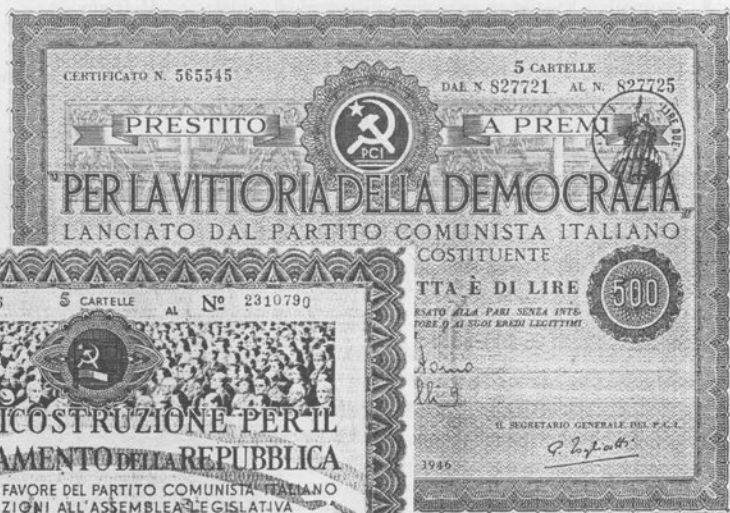 CERTIFICATO N. 565545
5 CARTELLE
DAL N. 827721 AL N. 827725
PRESTITO A PREMI
PCI
LIRE DUE
"PER LA VITTORIA DELLA DEMOCRAZIA"
LANCIATO DAL PARTITO COMUNISTA ITALIANO
COSTITUENTE
TTA È DI LIRE
500
RSATO ALLA PARI SENZA INTE-
TORE O AI SUOI EREDI LEGITTIMI
IL SEGRETARIO GENERALE DEL P.C.I.
P. Togliatti
1946
5 CARTELLE AL Nº 2310790
ICOSTRUZIONE PER IL
AMENTO DELLA REPUBBLICA
FAVORE DEL PARTITO COMUNISTA ITALIANO
ZIONI ALL'ASSEMBLEA LEGISLATIVA